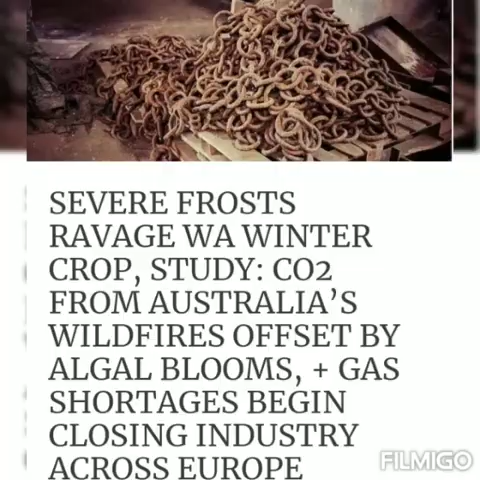 SEVERE FROSTS
RAVAGE WA WINTER
CROP, STUDY: CO2
FROM AUSTRALIA’S
WILDFIRES OFFSET BY
ALGAL BLOOMS, + GAS
SHORTAGES BEGIN
CLOSING INDUSTRY
ACROSS EUROPE
FILMIGO